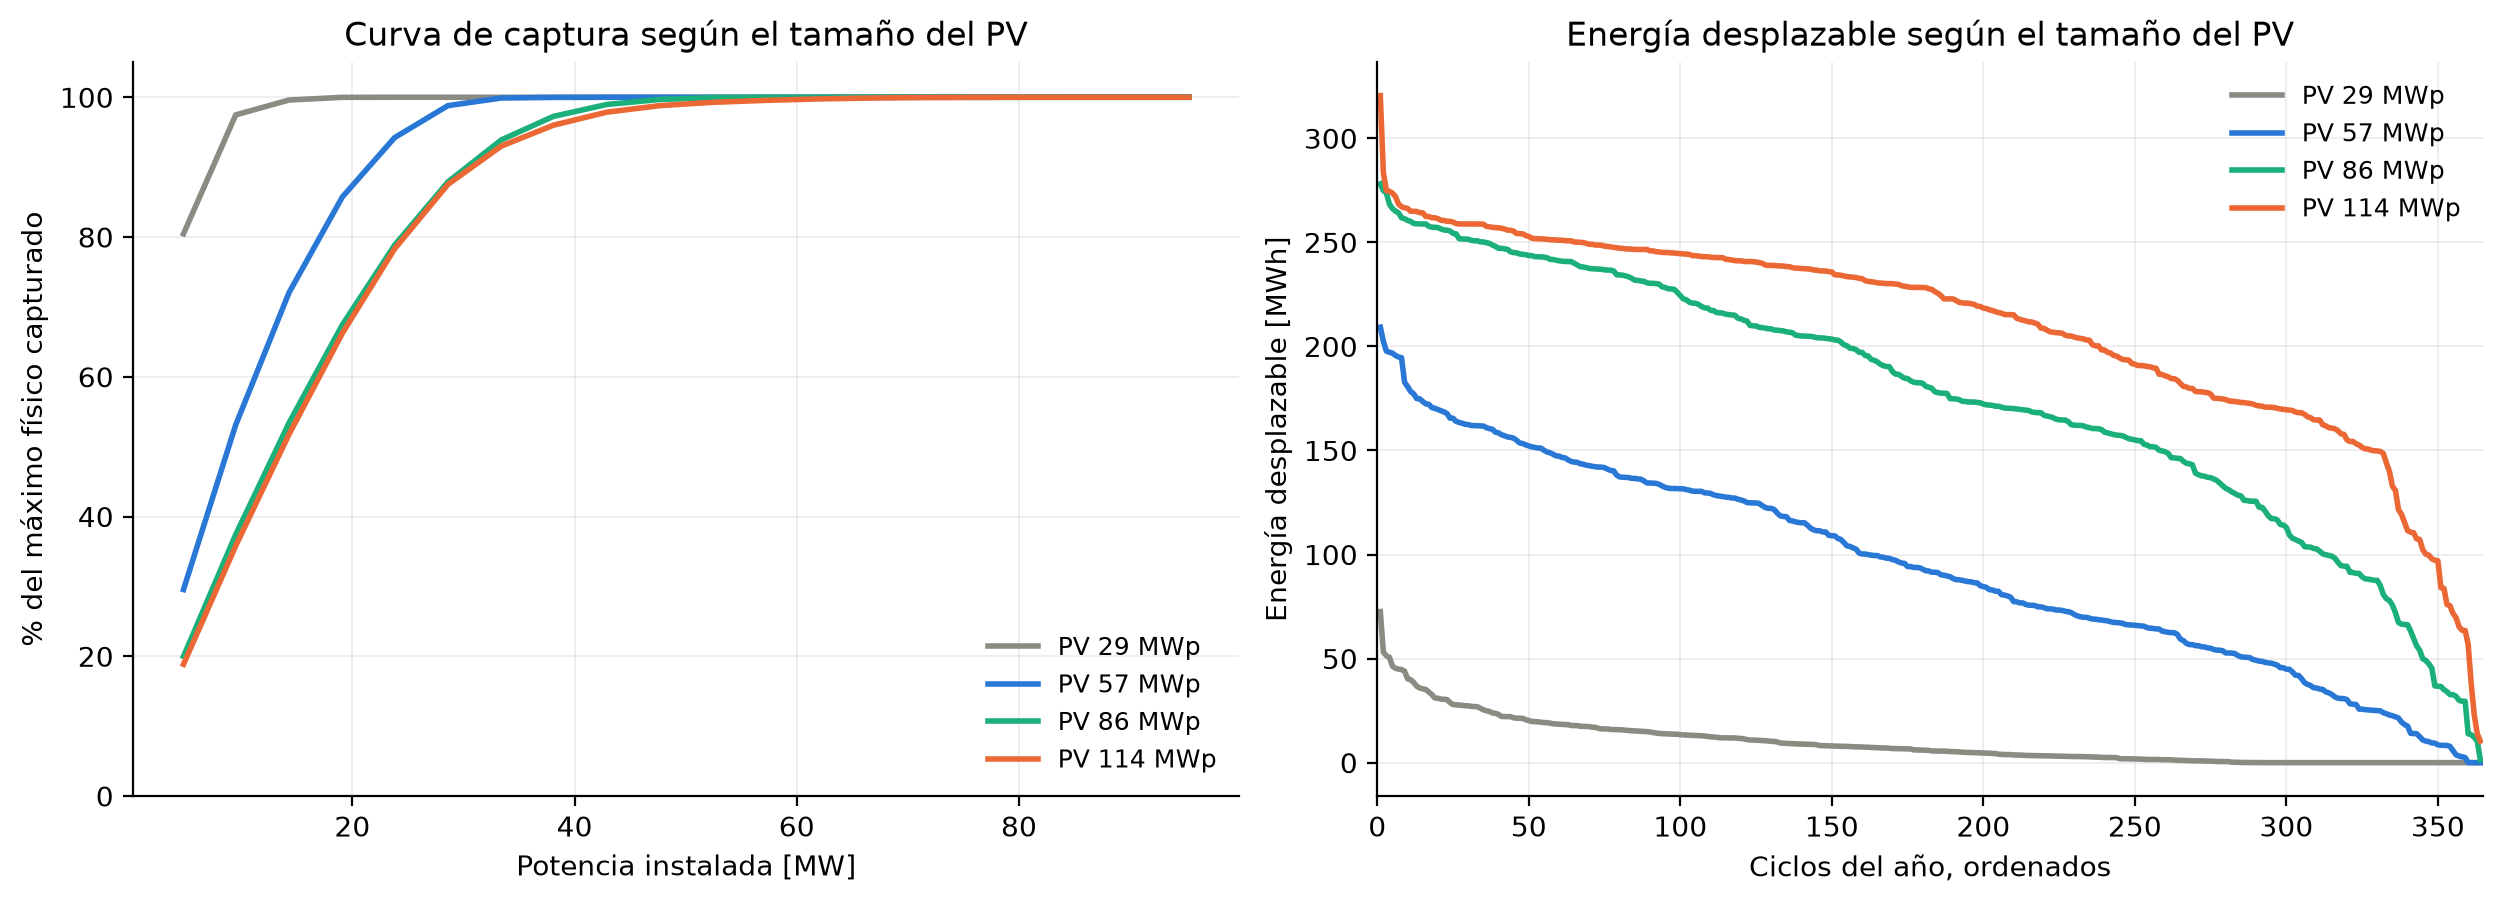 Curva de captura según el tamaño del PV
% del máximo físico capturado
100
80
60
40
20
0
20
40
60
80
Potencia instalada [MW]
PV 29 MWp
PV 57 MWp
PV 86 MWp
PV 114 MWp
Energía desplazable según el tamaño del PV
Energía desplazable [MWh]
300
250
200
150
100
50
0
0
50
100
150
200
250
300
350
Ciclos del año, ordenados
PV 29 MWp
PV 57 MWp
PV 86 MWp
PV 114 MWp